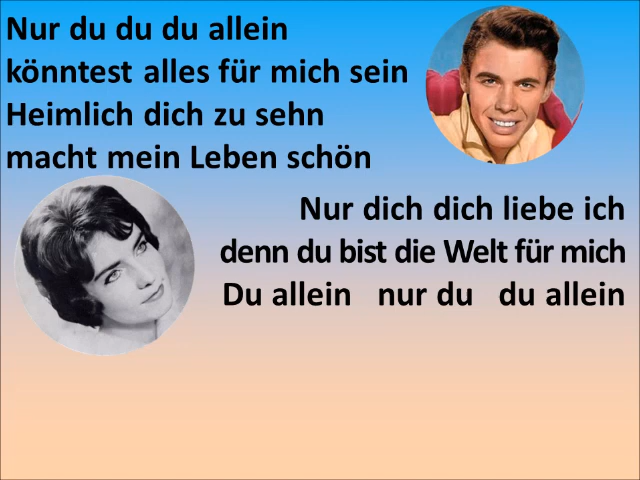 Nur du du du allein
könntest alles für mich sein
Heimlich dich zu sehn
macht mein Leben schön
Nur dich dich liebe ich
denn du bist die Welt für mich
Du allein nur du du allein